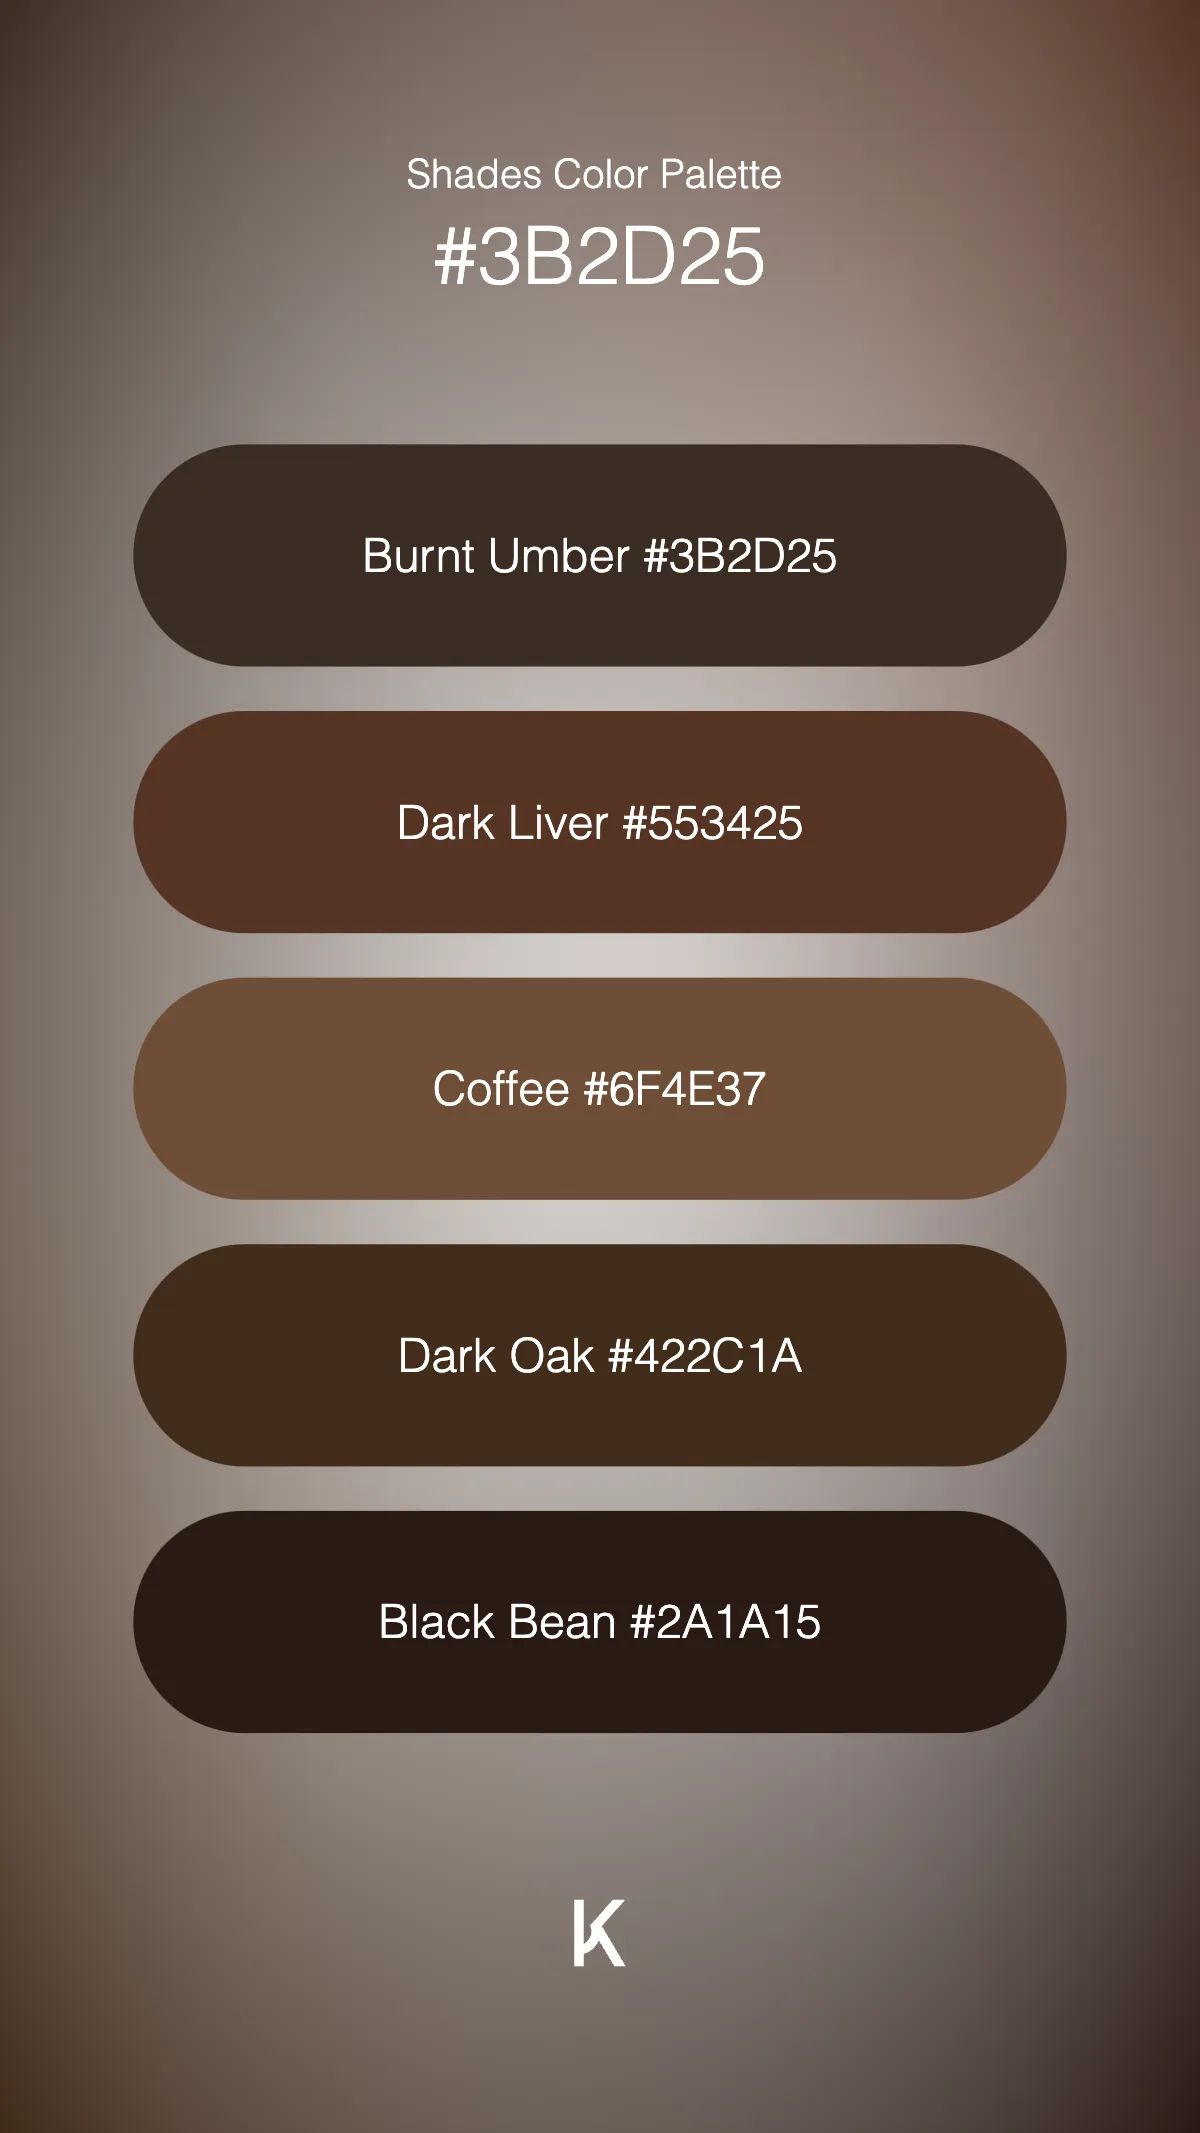 Shades Color Palette
#3B2D25
Burnt Umber #3B2D25
Dark Liver #553425
Coffee #6F4E37
Dark Oak #422C1A
Black Bean #2A1A15
K